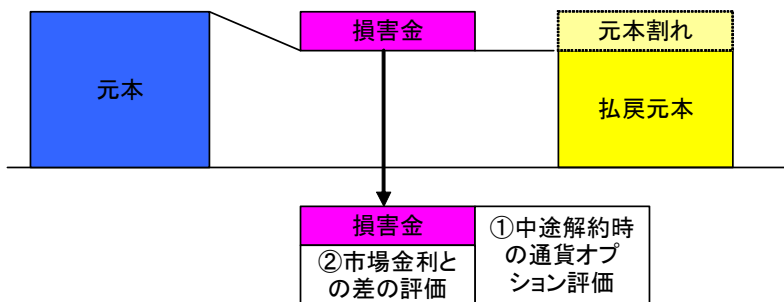 元本
損害金
元本割れ
払戻元本
損害金
②市場金利と
の差の評価
①中途解約時
の通貨オプ
ション評価